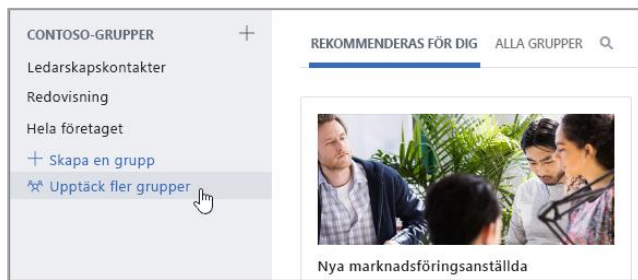 CONTOSO-GRUPPER
Ledarskapskontakter
Redovisning
Hela företaget
Skapa en grupp
Upptäck fler grupper
REKOMMENDERAS FÖR DIG ALLA GRUPPER
Nya marknadsföringsanställda